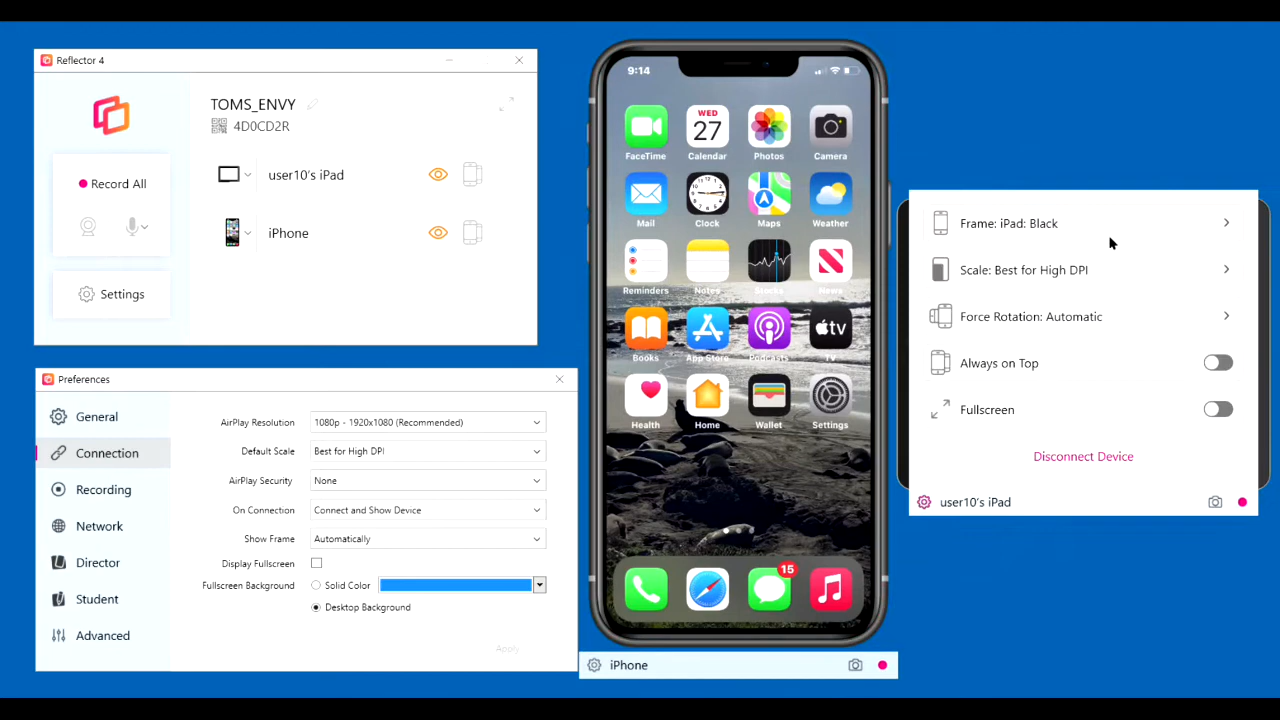 Reflector 4
TOMS_ENVY
4D0CD2R
Record All
user10's iPad
iPhone
Settings
Preferences
General
Connection
Recording
Network
Director
Student
Advanced
AirPlay Resolution 1080p - 1920x1080 (Recommended)
Default Scale Best for High DPI
AirPlay Security None
On Connection Connect and Show Device
Show Frame Automatically
Display Fullscreen
Fullscreen Background Solid Color
Desktop Background
Apply
9:14
WED
27
FaceTime Calendar Photos Camera
Mail Clock Maps Weather
Reminders Notes Stocks News
tv
Books App Store Podcasts TV
Health Home Wallet Settings
15
iPhone
Frame: iPad: Black
Scale: Best for High DPI
Force Rotation: Automatic
Always on Top
Fullscreen
Disconnect Device
user10's iPad